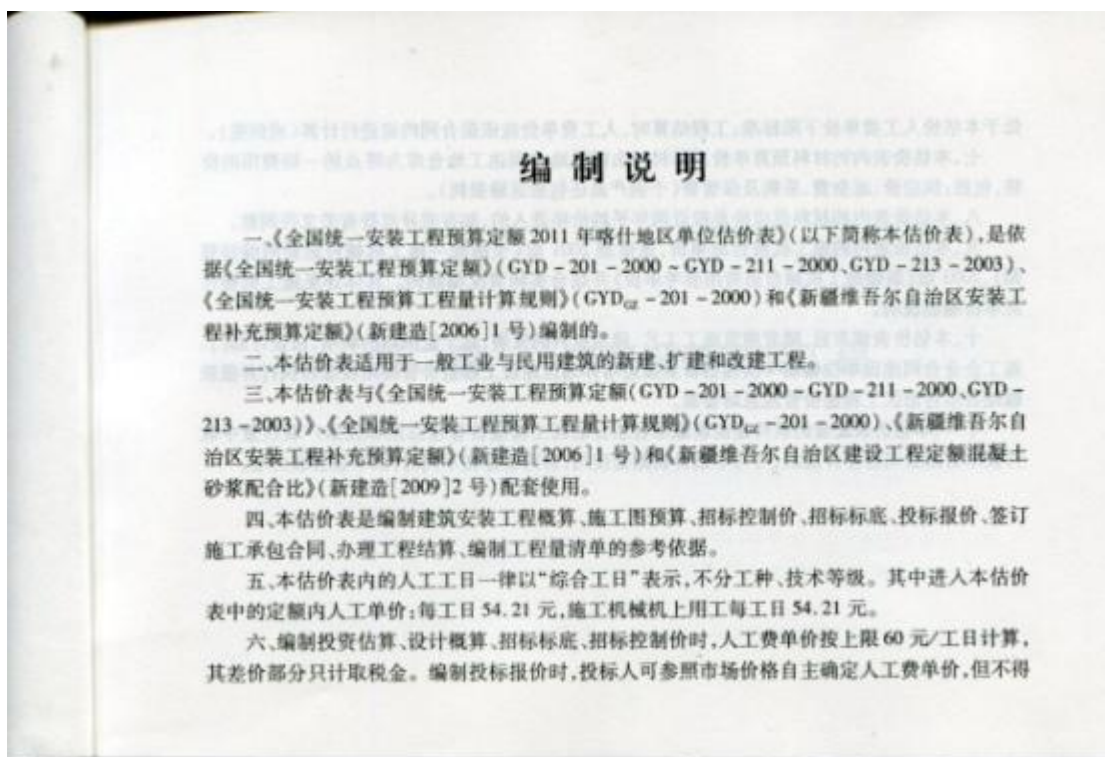 编制说明
一、《全国统一安装工程预算定额2011年喀什地区单位估价表》(以下简称本估价表),是依
据《全国统一安装工程预算定额》(GYD-201-2000~GYD-211-2000、GYD-213-2003)、
《全国统一安装工程预算工程量计算规则》(GYDGZ-201-2000)和《新疆维吾尔自治区安装工
程补充预算定额》(新建造[2006]1号)编制的。
二、本估价表适用于一般工业与民用建筑的新建、扩建和改建工程。
三、本估价表与《全国统一安装工程预算定额(GYD-201-2000~GYD-211-2000、GYD-
213-2003)》、《全国统一安装工程预算工程量计算规则》(GYDGZ-201-2000)、《新疆维吾尔自
治区安装工程补充预算定额》(新建造[2006]1号)和《新疆维吾尔自治区建设工程定额混凝土
砂浆配合比》(新建造[2009]2号)配套使用。
四、本估价表是编制建筑安装工程概算、施工图预算、招标控制价、招标标底、投标报价、签订
施工承包合同、办理工程结算、编制工程量清单的参考依据。
五、本估价表内的人工工日一律以“综合工日”表示,不分工种、技术等级。其中进入本估价
表中的定额内人工单价:每工日54.21元,施工机械机上用工每工日54.21元。
六、编制投资估算、设计概算、招标标底、招标控制价时,人工费单价按上限60元/工日计算,
其差价部分只计取税金。编制投标报价时,投标人可参照市场价格自主确定人工费单价,但不得